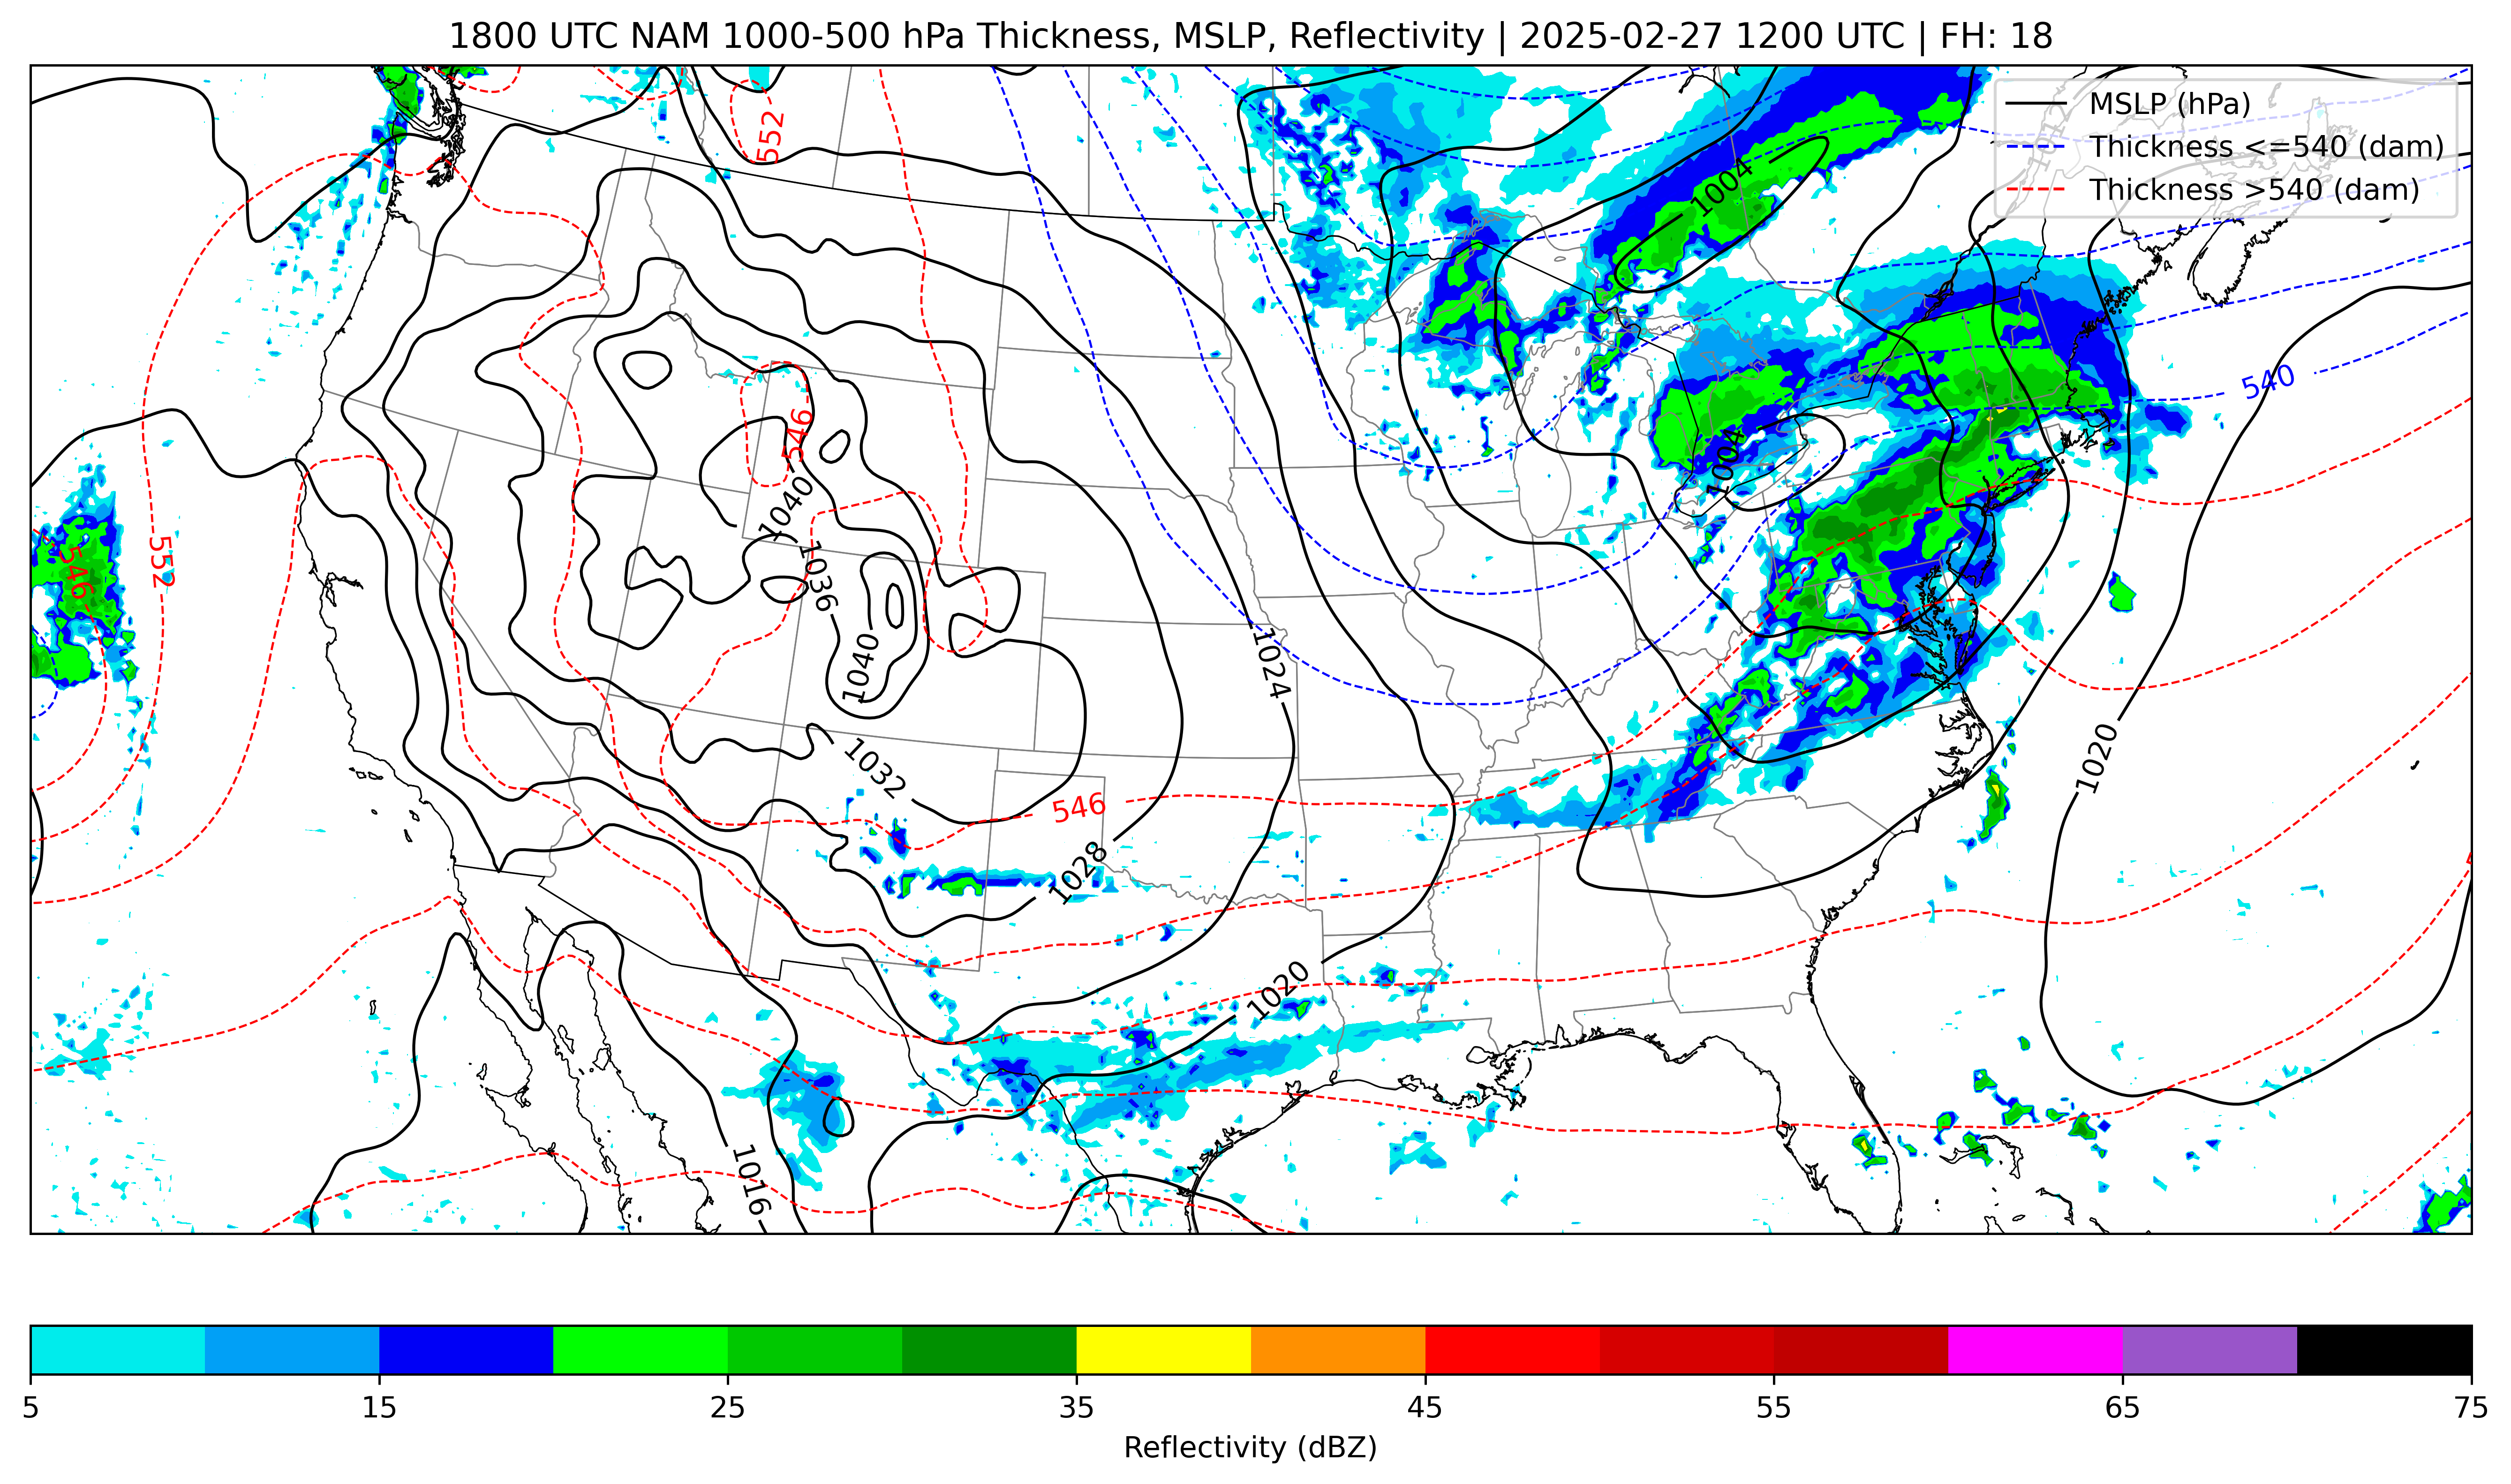 1800 UTC NAM 1000-500 hPa Thickness, MSLP, Reflectivity | 2025-02-27 1200 UTC | FH: 18
MSLP (hPa)
Thickness <=540 (dam)
Thickness >540 (dam)
552
1004
540
546
1004
1040
552
546
1036
1040
1024
1020
1032
546
1028
1020
1016
5 15 25 35 45 55 65 75
Reflectivity (dBZ)